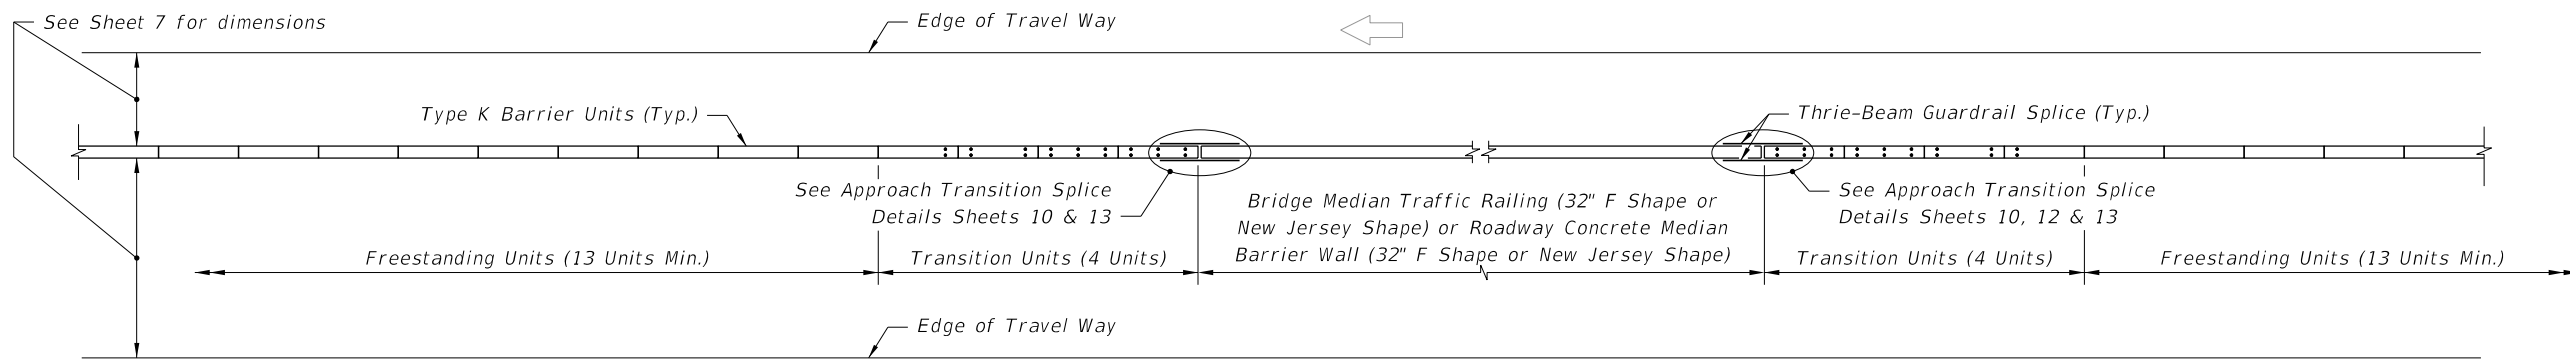 See Sheet 7 for dimensions
Edge of Travel Way
Type K Barrier Units (Typ.)
Thrie-Beam Guardrail Splice (Typ.)
See Approach Transition Splice
Details Sheets 10 & 13
Bridge Median Traffic Railing (32" F Shape or
New Jersey Shape) or Roadway Concrete Median
Barrier Wall (32" F Shape or New Jersey Shape)
See Approach Transition Splice
Details Sheets 10, 12 & 13
Freestanding Units (13 Units Min.)
Transition Units (4 Units)
Transition Units (4 Units)
Freestanding Units (13 Units Min.)
Edge of Travel Way